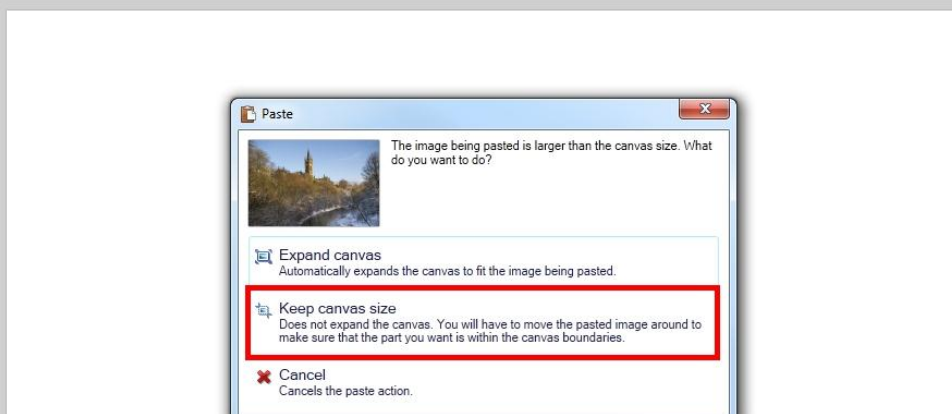 Paste
The image being pasted is larger than the canvas size. What
do you want to do?
Expand canvas
Automatically expands the canvas to fit the image being pasted.
Keep canvas size
Does not expand the canvas. You will have to move the pasted image around to
make sure that the part you want is within the canvas boundaries.
Cancel
Cancels the paste action.